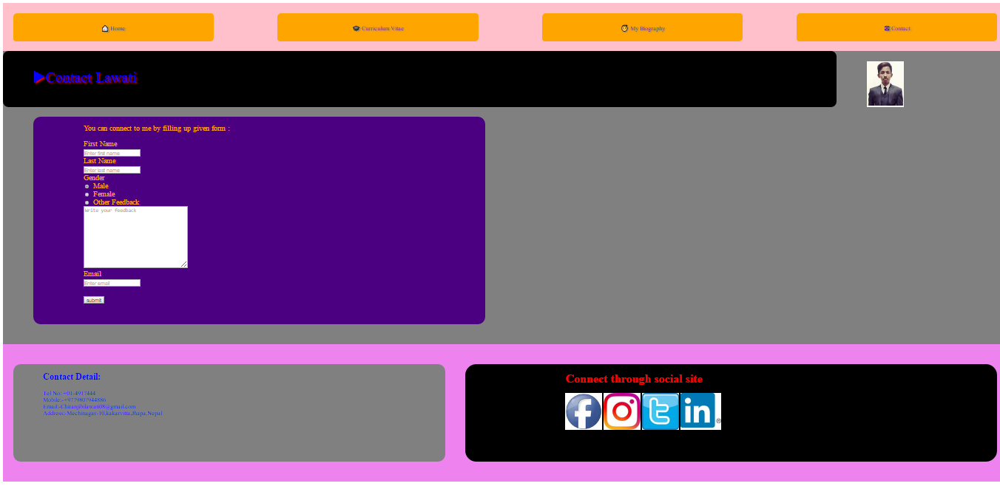 Home
Curriculum Vitae
My Biography
Contact
Contact Lawati
You can connect to me by filling up given form :
First Name
Enter first name
Last Name
Enter last name
Gender
Male
Female
Other Feedback
Write your feedback
Email
Enter email
submit
Contact Detail:
Tel No:-+01-4917444
Mobile:-+9779807944886
Email:-Chiranjibilawati08@gmail.com
Address:-Mechinagar-10,kakarvitta,Jhapa,Nepal
Connect through social site
f
t
in
®